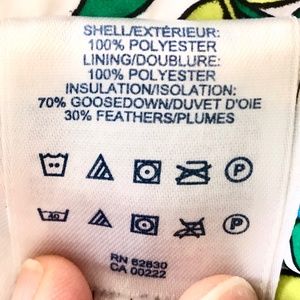 SHELL/EXTÉRIEUR:
100% POLYESTER
LINING/DOUBLURE:
100% POLYESTER
INSULATION/ISOLATION:
70% GOOSEDOWN/DUVET D'OIE
30% FEATHERS/PLUMES
P
40 P
RN 62830
CA 00222